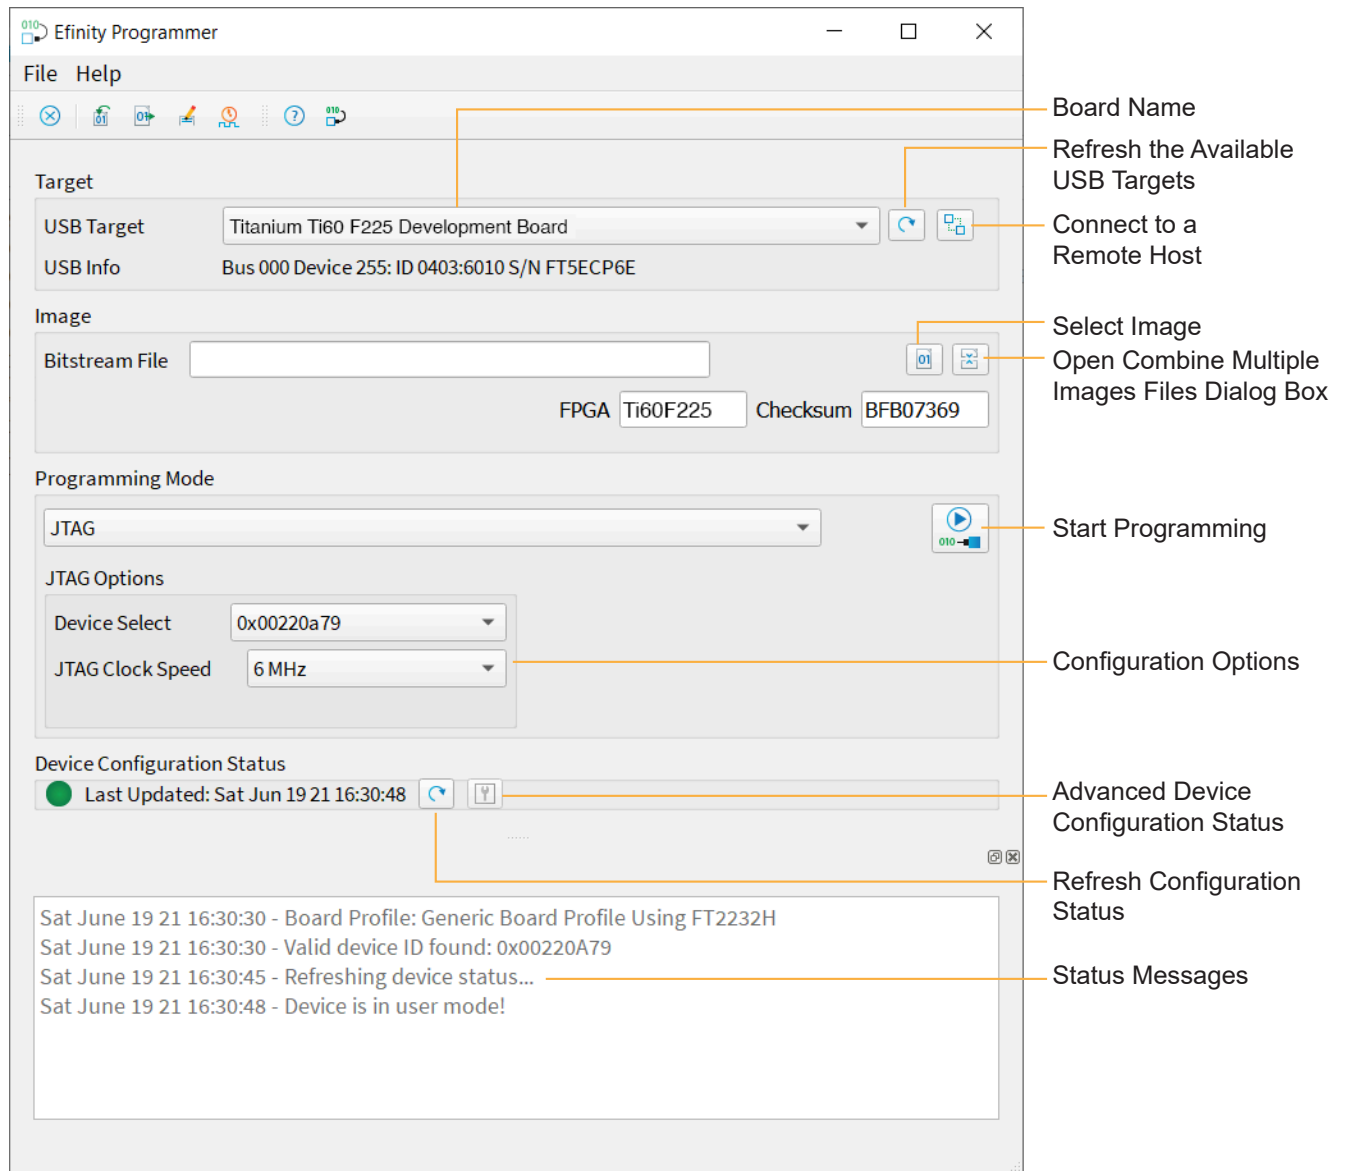 Efinity Programmer
File Help
Board Name
Refresh the Available
USB Targets
Target
USB Target Titanium Ti60 F225 Development Board
Connect to a
Remote Host
USB Info Bus 000 Device 255: ID 0403:6010 S/N FT5ECP6E
Image
Select Image
Bitstream File 01
Open Combine Multiple
Images Files Dialog Box
FPGA Ti60F225 Checksum BFB07369
Programming Mode
JTAG
010
Start Programming
JTAG Options
Device Select 0x00220a79
JTAG Clock Speed 6 MHz
Configuration Options
Device Configuration Status
Last Updated: Sat Jun 19 21 16:30:48
Advanced Device
Configuration Status
Refresh Configuration
Status
Sat June 19 21 16:30:30 - Board Profile: Generic Board Profile Using FT2232H
Sat June 19 21 16:30:30 - Valid device ID found: 0x00220A79
Sat June 19 21 16:30:45 - Refreshing device status...
Status Messages
Sat June 19 21 16:30:48 - Device is in user mode!